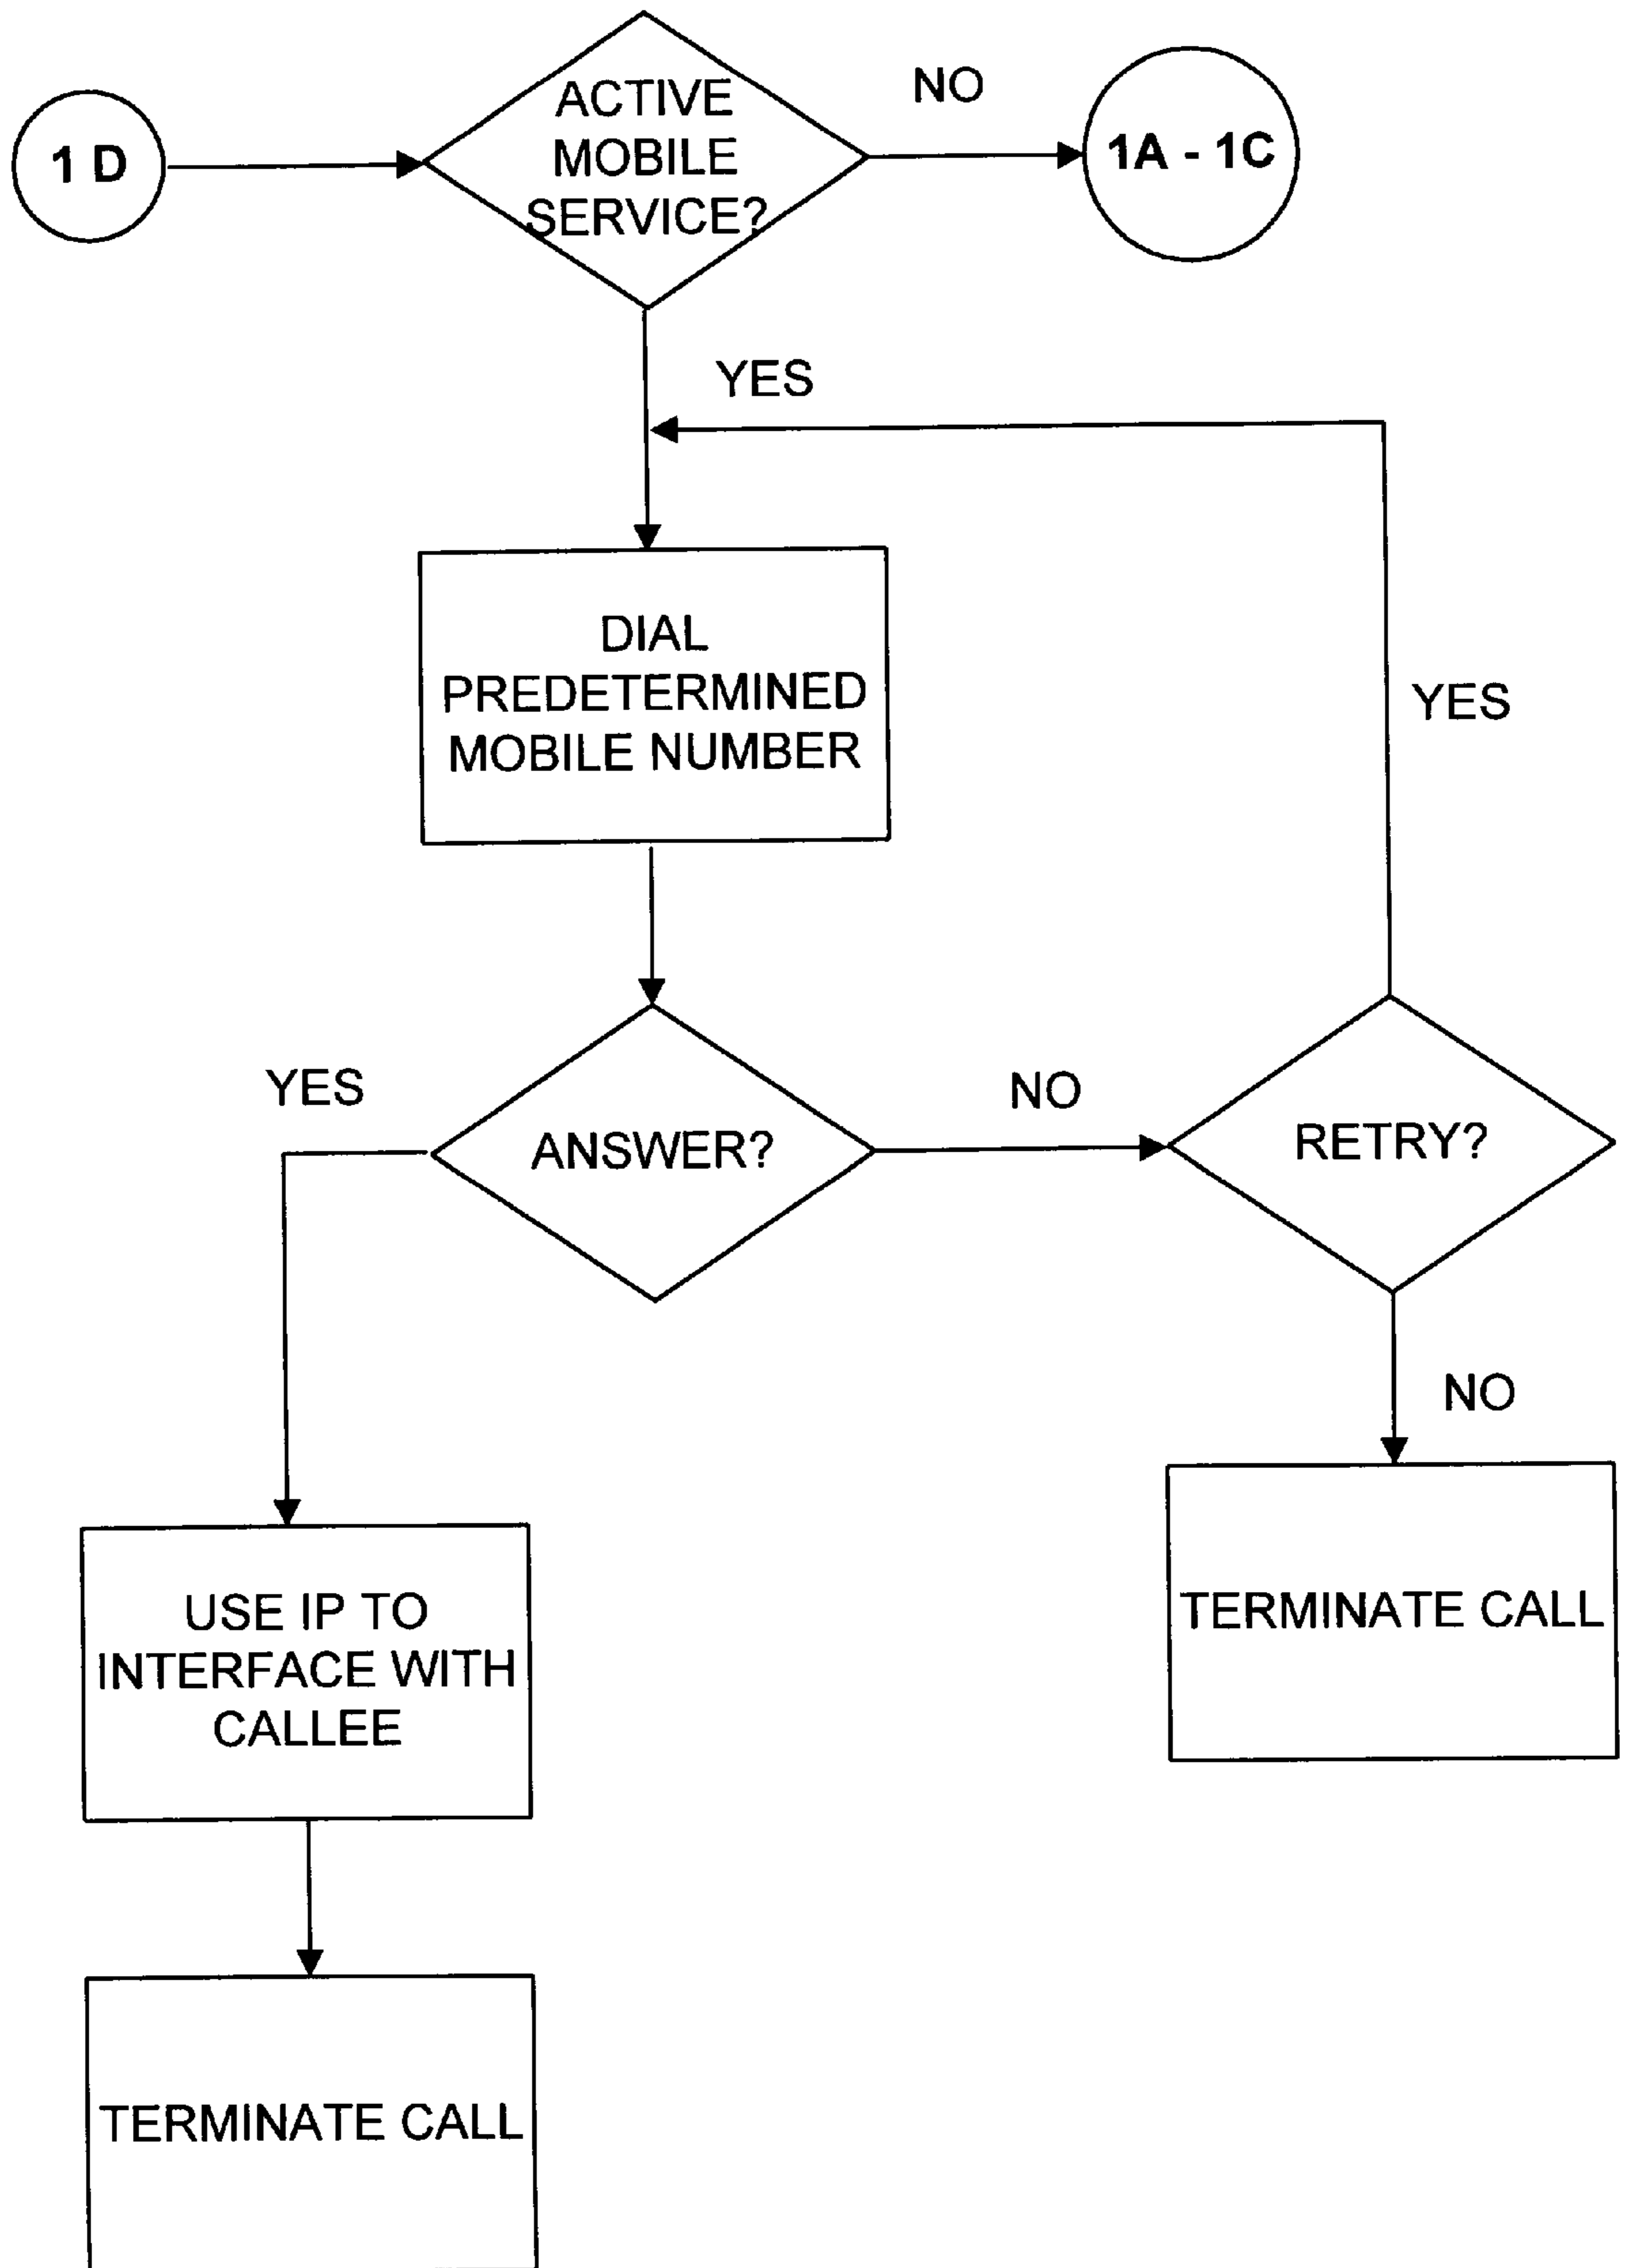 1 D
ACTIVE
MOBILE
SERVICE?
NO
1A - 1C
YES
DIAL
PREDETERMINED
MOBILE NUMBER
YES
YES
ANSWER?
NO
RETRY?
NO
USE IP TO
INTERFACE WITH
CALLEE
TERMINATE CALL
TERMINATE CALL